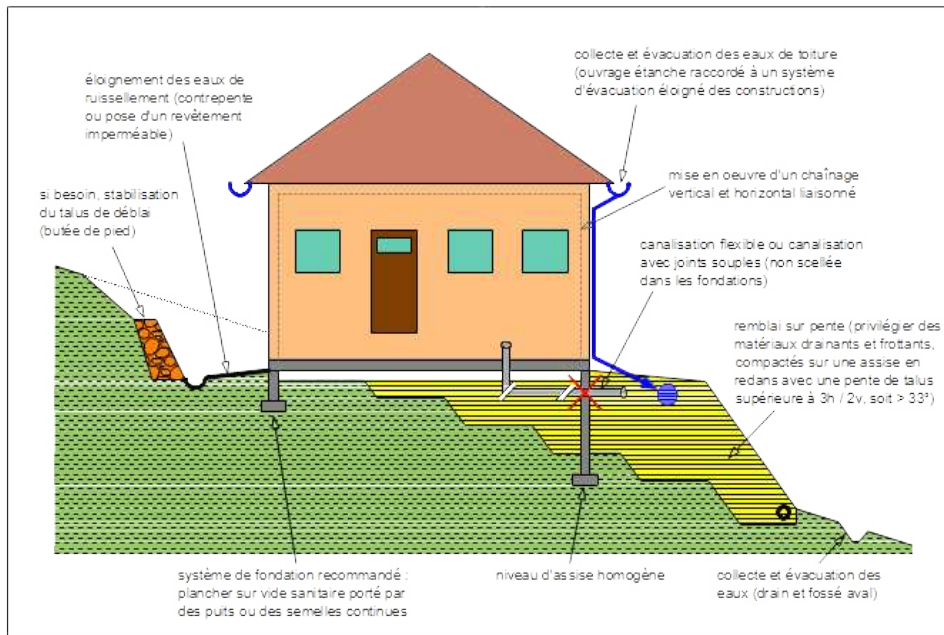 collecte et évacuation des eaux de toiture
(ouvrage étanche raccordé à un système
d'évacuation éloigné des constructions)
éloignement des eaux de
ruissellement (contrepente
ou pose d'un revêtement
imperméable)
mise en oeuvre d'un chaînage
vertical et horizontal liaisonné
si besoin, stabilisation
du talus de déblai
(butée de pied)
canalisation flexible ou canalisation
avec joints souples (non scellée
dans les fondations)
remblai sur pente (privilégier des
matériaux drainants et frottants,
compactés sur une assise en
redans avec une pente de talus
supérieure à 3h / 2v, soit > 33°)
système de fondation recommandé :
plancher sur vide sanitaire porté par
des puits ou des semelles continues
niveau d'assise homogène
collecte et évacuation des
eaux (drain et fossé aval)